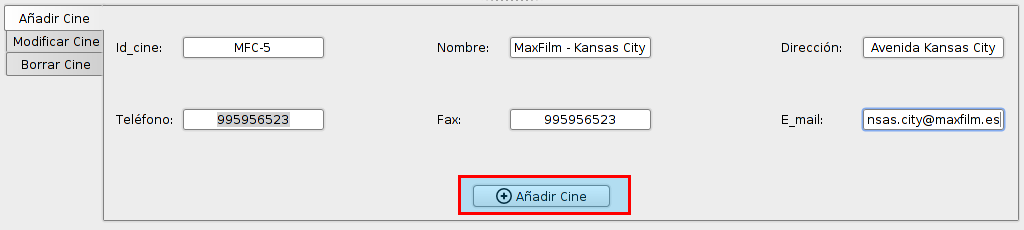 Añadir Cine
Modificar Cine
Borrar Cine
Id_cine: MFC-5 Nombre: MaxFilm - Kansas City Dirección: Avenida Kansas City
Teléfono: 995956523 Fax: 995956523 E_mail: nsas.city@maxfilm.es
Añadir Cine